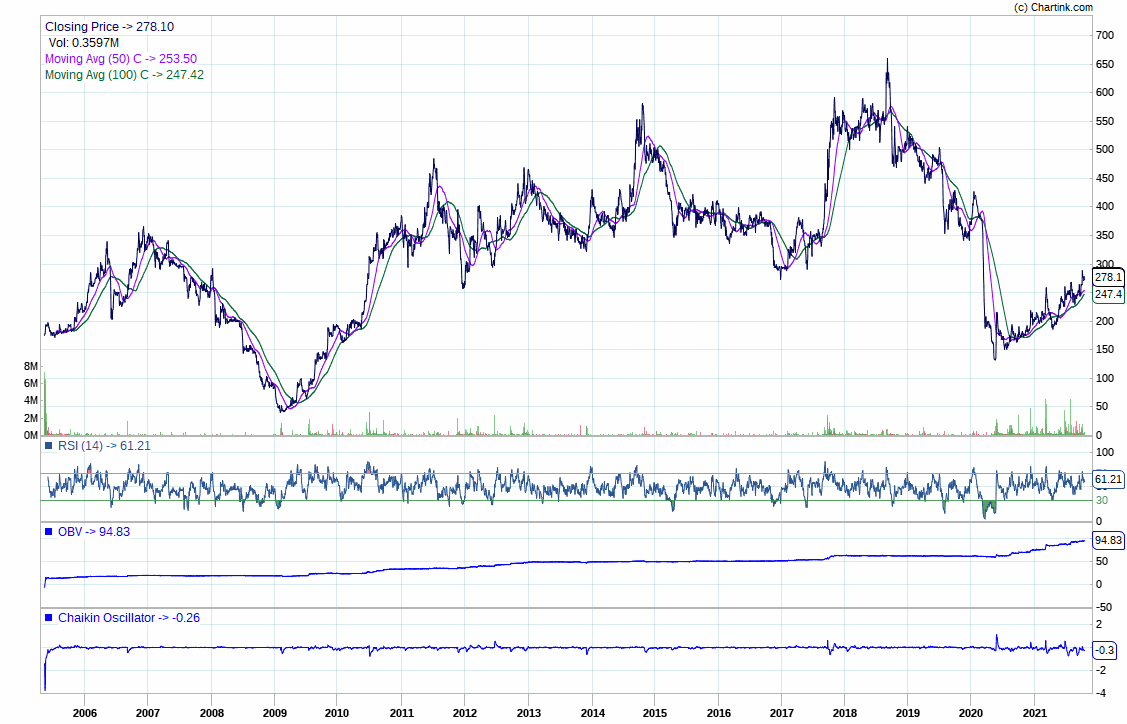 (c) Chartink.com
Closing Price -> 278.10
Vol: 0.3597M
Moving Avg (50) C -> 253.50
Moving Avg (100) C -> 247.42
700
650
600
550
500
450
400
350
300
278.1
247.4
200
150
100
50
0
8M
6M
4M
2M
0M
RSI (14) -> 61.21
100
61.21
30
0
OBV -> 94.83
94.83
50
0
-50
Chaikin Oscillator -> -0.26
2
-0.3
-2
-4
2006 2007 2008 2009 2010 2011 2012 2013 2014 2015 2016 2017 2018 2019 2020 2021